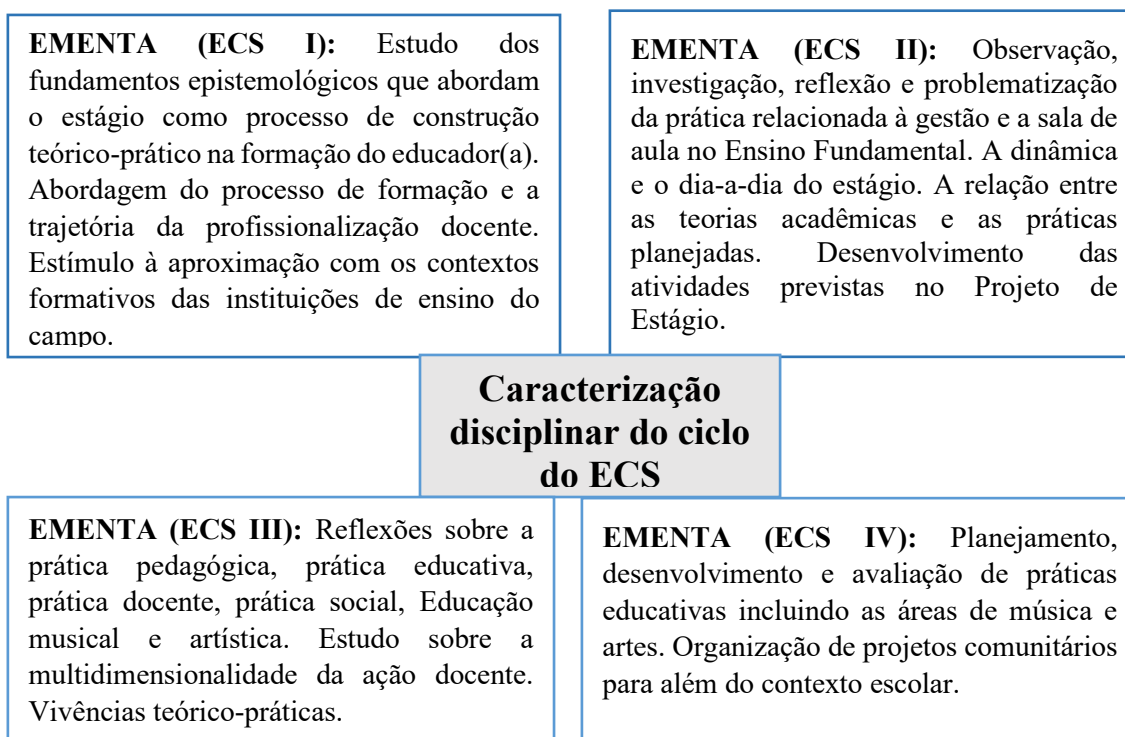 EMENTA (ECS I): Estudo dos
fundamentos epistemológicos que abordam
o estágio como processo de construção
teórico-prático na formação do educador(a).
Abordagem do processo de formação e a
trajetória da profissionalização docente.
Estímulo à aproximação com os contextos
formativos das instituições de ensino do
campo.
EMENTA (ECS II): Observação,
investigação, reflexão e problematização
da prática relacionada à gestão e a sala de
aula no Ensino Fundamental. A dinâmica
e o dia-a-dia do estágio. A relação entre
as teorias acadêmicas e as práticas
planejadas. Desenvolvimento das
atividades previstas no Projeto de
Estágio.
Caracterização
disciplinar do ciclo
do ECS
EMENTA (ECS III): Reflexões sobre a
prática pedagógica, prática educativa,
prática docente, prática social, Educação
musical e artística. Estudo sobre a
multidimensionalidade da ação docente.
Vivências teórico-práticas.
EMENTA (ECS IV): Planejamento,
desenvolvimento e avaliação de práticas
educativas incluindo as áreas de música e
artes. Organização de projetos comunitários
para além do contexto escolar.